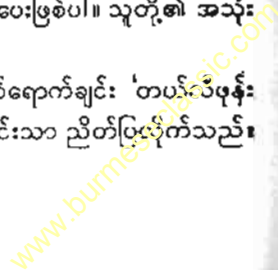 ပေးဖြစ်ပါ။ သူတို့၏ အသုံး
ရောက်ချင်း 'တယ်လီဖုန်း
င်းသာ ညိတ်ပြလိုက်သည်။
www.burmeseclassic.com